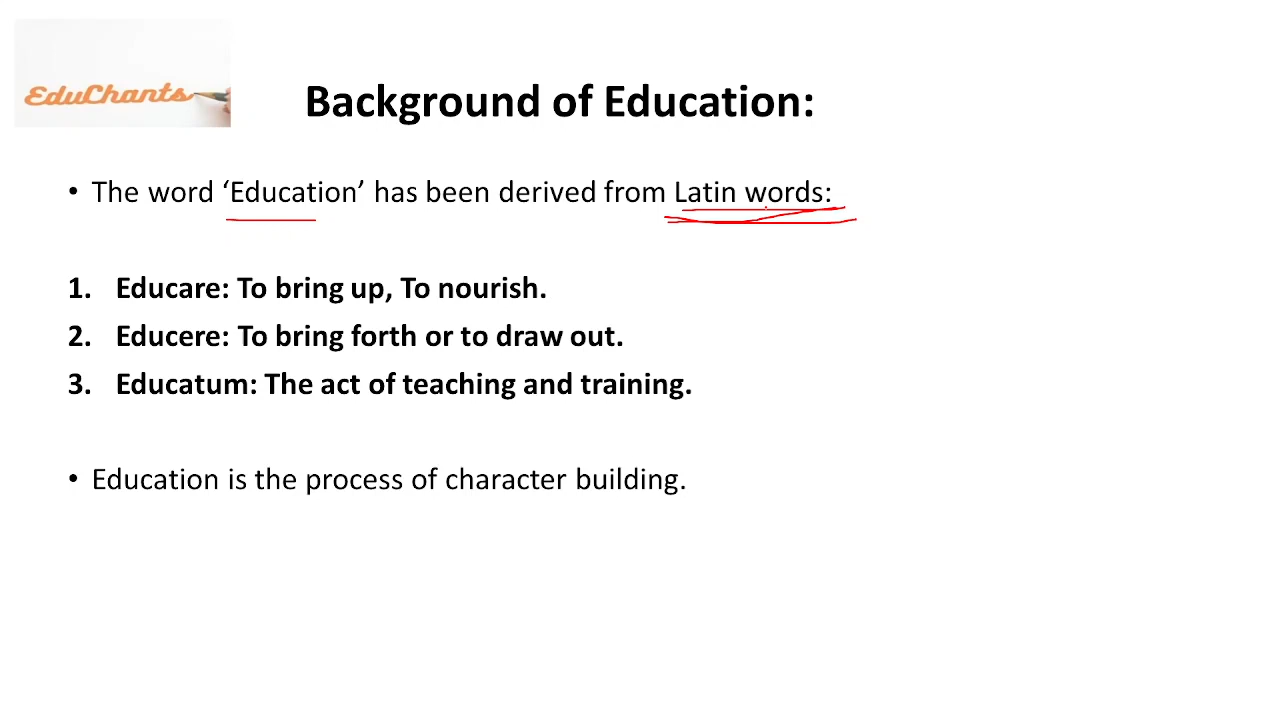 EduChants
Background of Education:
• The word ‘Education’ has been derived from Latin words:
1. Educare: To bring up, To nourish.
2. Educere: To bring forth or to draw out.
3. Educatum: The act of teaching and training.
• Education is the process of character building.